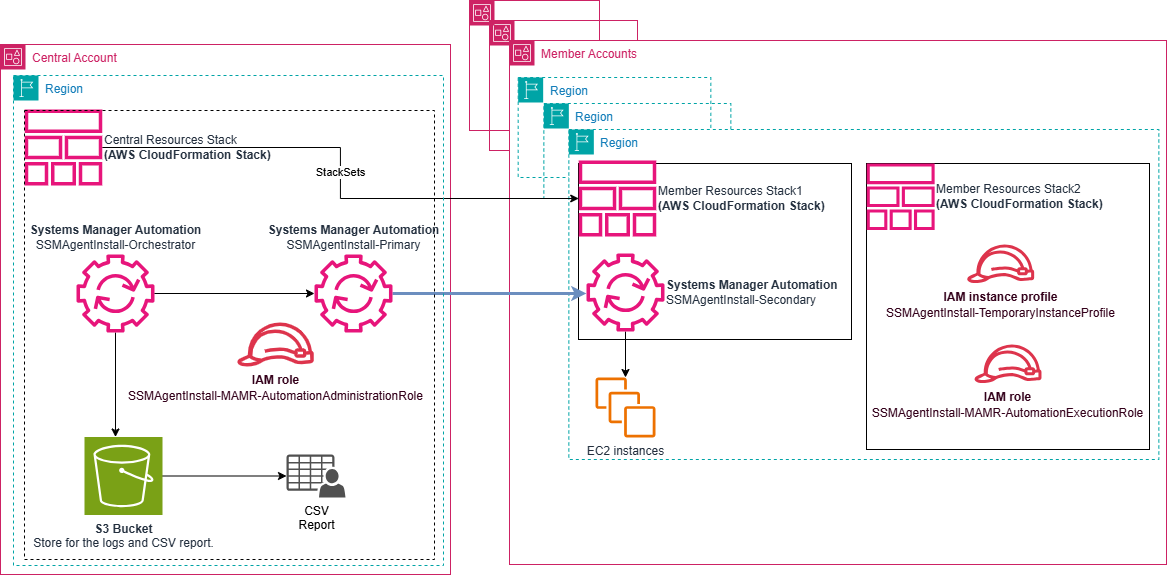 Central Account
Region
Central Resources Stack
(AWS CloudFormation Stack)
StackSets
Systems Manager Automation
SSMAgentInstall-Orchestrator
Systems Manager Automation
SSMAgentInstall-Primary
IAM role
SSMAgentInstall-MAMR-AutomationAdministrationRole
S3 Bucket
Store for the logs and CSV report.
CSV
Report
Member Accounts
Region
Region
Region
Member Resources Stack1
(AWS CloudFormation Stack)
Systems Manager Automation
SSMAgentInstall-Secondary
EC2 instances
Member Resources Stack2
(AWS CloudFormation Stack)
IAM instance profile
SSMAgentInstall-TemporaryInstanceProfile
IAM role
SSMAgentInstall-MAMR-AutomationExecutionRole